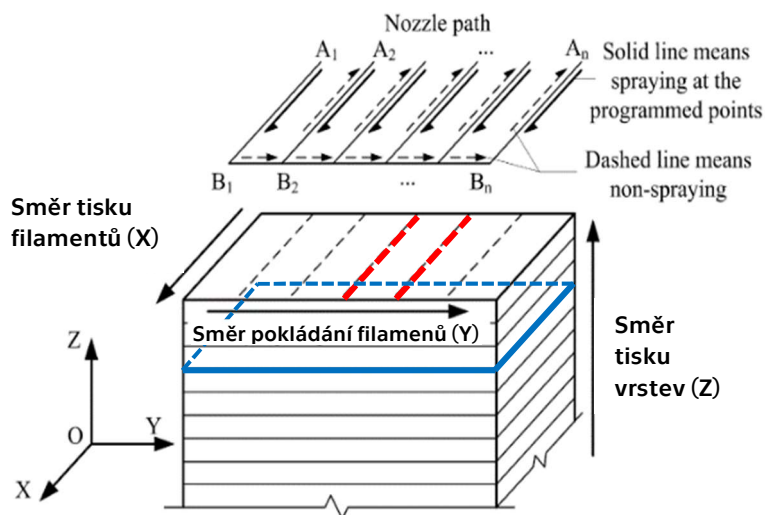 Nozzle path
A1 A2 ... An
Solid line means
spraying at the
programmed points
Dashed line means
non-spraying
B1 B2 ... Bn
Směr tisku
filamentů (X)
Směr pokládání filamenů (Y)
Směr
tisku
vrstev (Z)
Z
O
Y
X